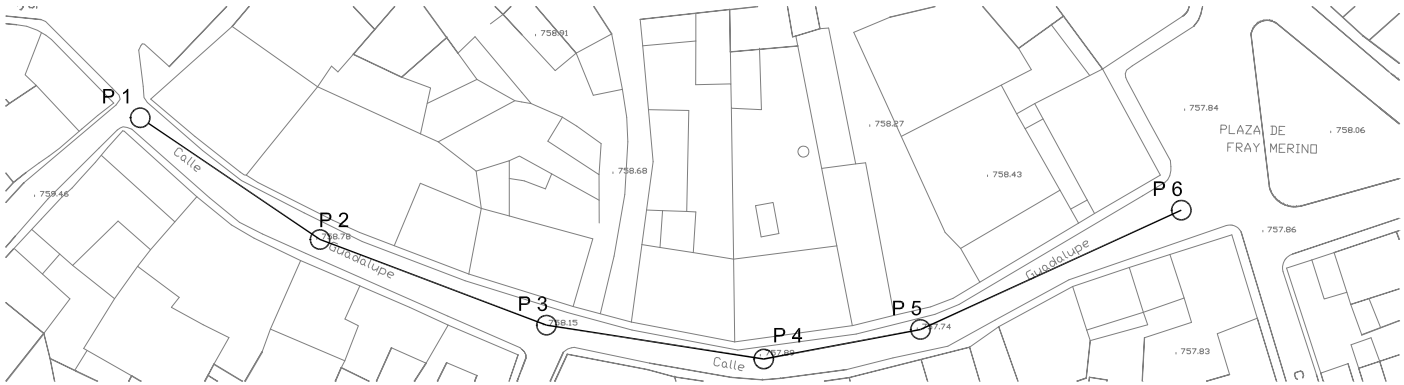 758.91
P 1
757.84
758.27
PLAZA DE
FRAY MERINO
758.06
Calle
758.68
758.43
759.46
P 6
P 2
758.78
757.86
Guadalupe
Guadalupe
P 3
758.15
P 5
757.74
P 4
Calle
757.83